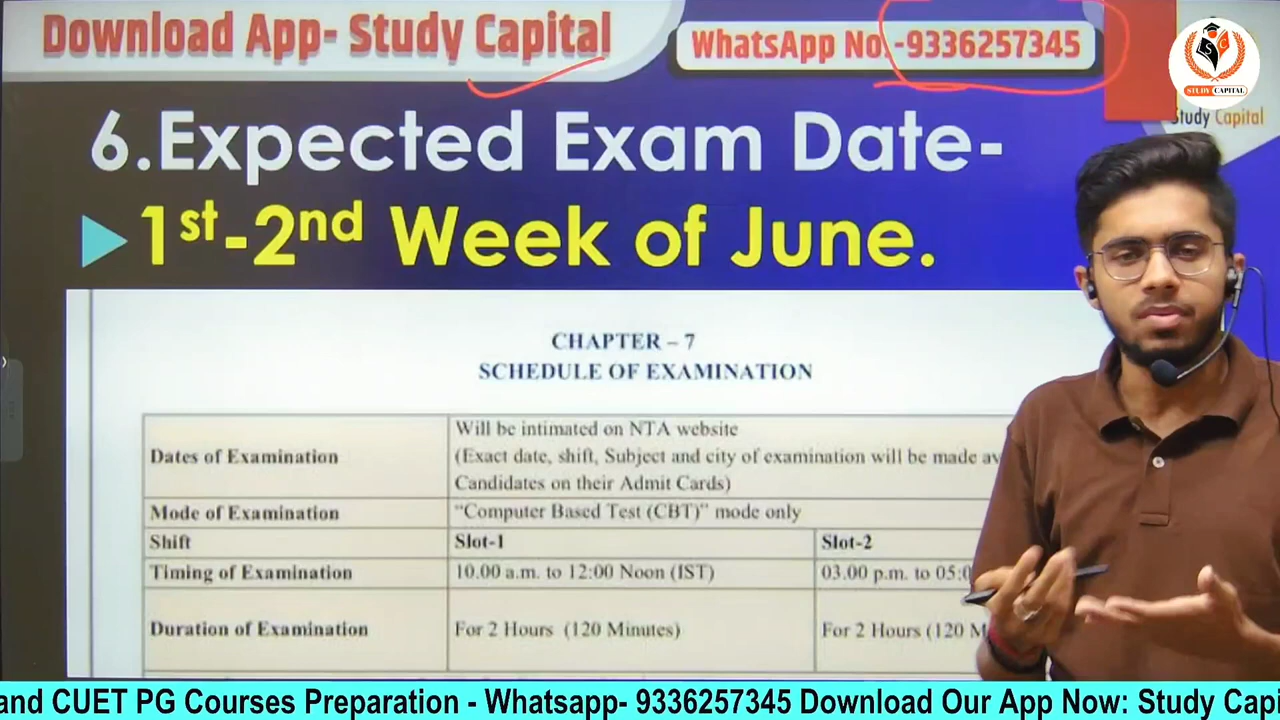 Download App- Study Capital
WhatsApp No.-9336257345
STUDY CAPITAL
Study Capital
6.Expected Exam Date-
1st-2nd Week of June.
CHAPTER – 7
SCHEDULE OF EXAMINATION
Dates of Examination
Will be intimated on NTA website
(Exact date, shift, Subject and city of examination will be made av
Candidates on their Admit Cards)
Mode of Examination
“Computer Based Test (CBT)” mode only
Shift
Slot-1
Slot-2
Timing of Examination
10.00 a.m. to 12:00 Noon (IST)
03.00 p.m. to 05:0
Duration of Examination
For 2 Hours (120 Minutes)
For 2 Hours (120 M
and CUET PG Courses Preparation - Whatsapp- 9336257345 Download Our App Now: Study Capi